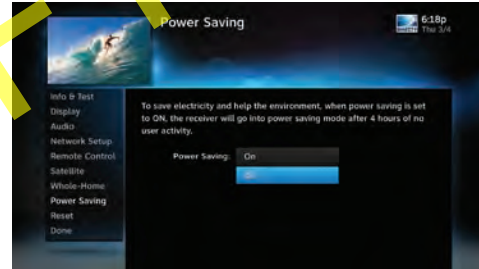 Power Saving
6:18p
Thu 3/4
Info & Test
Display
Audio
Network Setup
Remote Control
Satellite
Whole-Home
Power Saving
Reset
Done
To save electricity and help the environment, when power saving is set
to ON, the receiver will go into power saving mode after 4 hours of no
user activity.
Power Saving: On